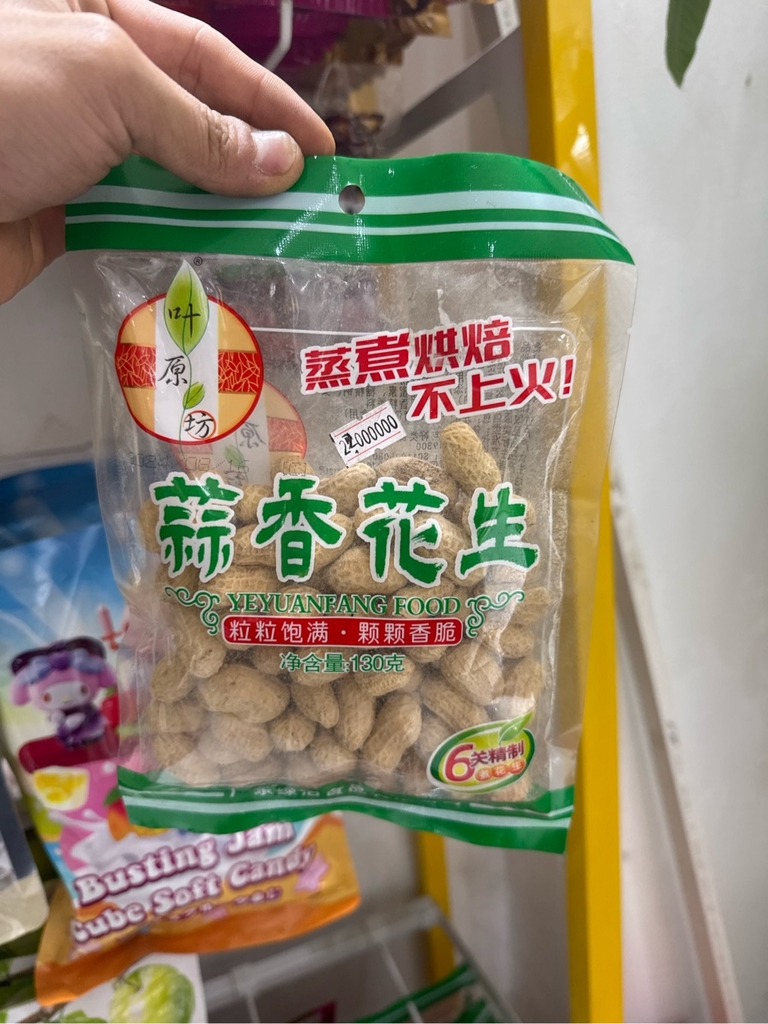 叶
原
坊
蒸煮烘焙
不上火!
蒜香花生
YEYUANFANG FOOD
粒粒饱满·颗颗香脆
净含量:130克
6关精制
Busting Jam
Cube Soft Candy